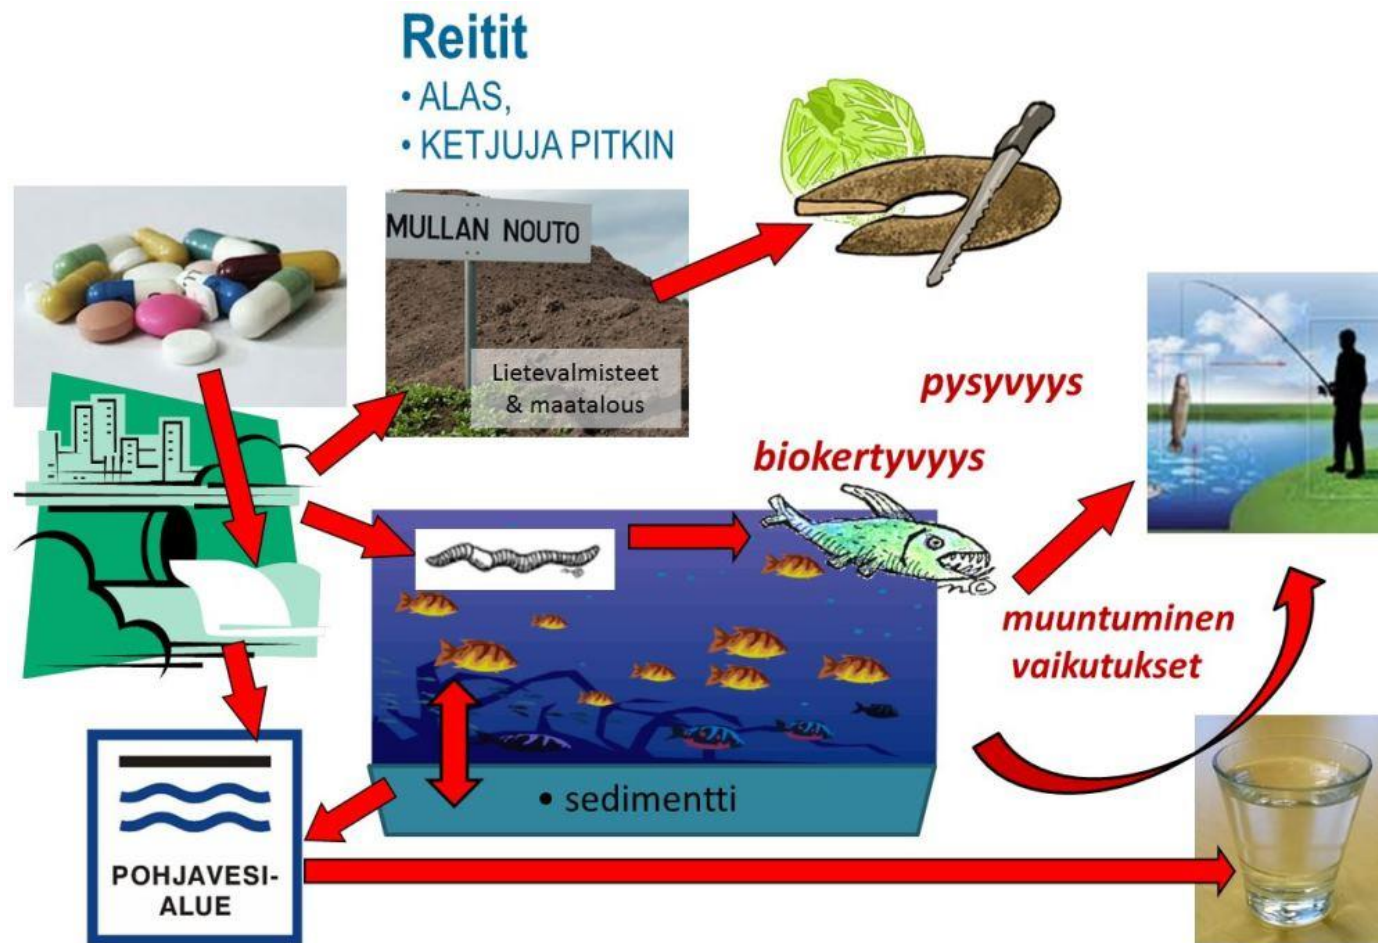 Reitit
• ALAS,
• KETJUJA PITKIN
MULLAN NOUTO
Lietevalmisteet
& maatalous
pysyvyys
biokertyvyys
muuntuminen
vaikutukset
• sedimentti
POHJAVESI-
ALUE